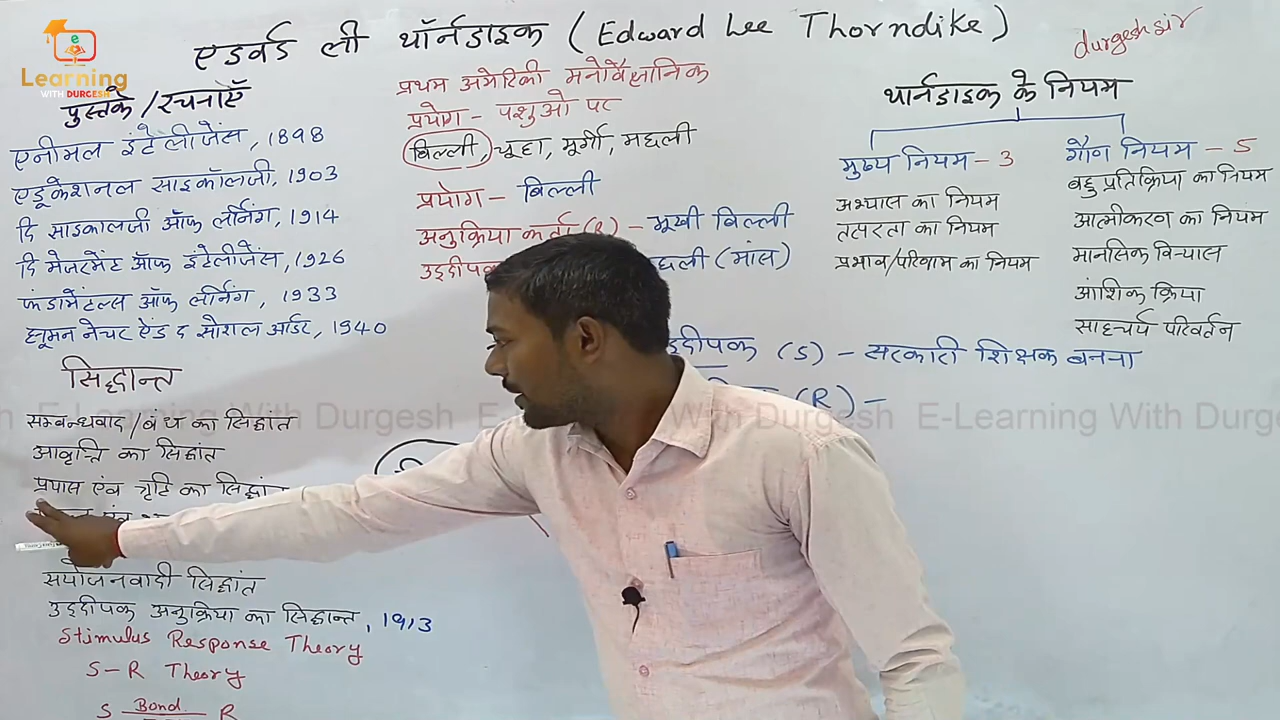 एडवर्ड ली थॉर्नडाइक (Edward Lee Thorndike)
durgesh sir
e
Learning
WITH DURGESH
पुस्तकें/रचनाएँ
एनीमल इंटेलीजेंस, 1898
एडूकेशनल साइकॉलजी, 1903
दि साइकालजी ऑफ लर्निंग, 1914
दि मेजरमेंट ऑफ इंटेलीजेंस, 1926
फंडामेंटल्स ऑफ लर्निंग, 1933
ह्यूमन नेचर ऐंड द सोशल आर्डर, 1940
सिद्धान्त
सम्बन्धवाद/बंध का सिद्धांत
आवृत्ति का सिद्धांत
प्रयास एंव त्रृटि का सिद्धांत
एंव
सयोजनवादी सिद्धांत
उद्दीपक अनुक्रिया का सिद्धान्त, 1913
Stimulus Response Theory
S-R Theory
S Bond R
प्रथम अमेरिकी मनोवैज्ञानिक
प्रयोग - पशुओ पर
बिल्ली, चूहा, मूर्गी, मछली
प्रयोग - बिल्ली
अनुक्रिया कर्ता (R) - भूखी बिल्ली
उद्दीपक मछली (मांस)
उद्दीपक (S) - सरकारी शिक्षक बनना
(R) -
थार्नडाइक के नियम
मुख्य नियम - 3
अभ्यास का नियम
तत्परता का नियम
प्रभाव/परिणाम का नियम
गौण नियम - 5
बहु प्रतिक्रिया का नियम
आत्मीकरण का नियम
मानसिक विन्यास
आंशिक क्रिया
साहचर्य परिवर्तन
E-Learning With Durgesh E-Learning With Durgesh